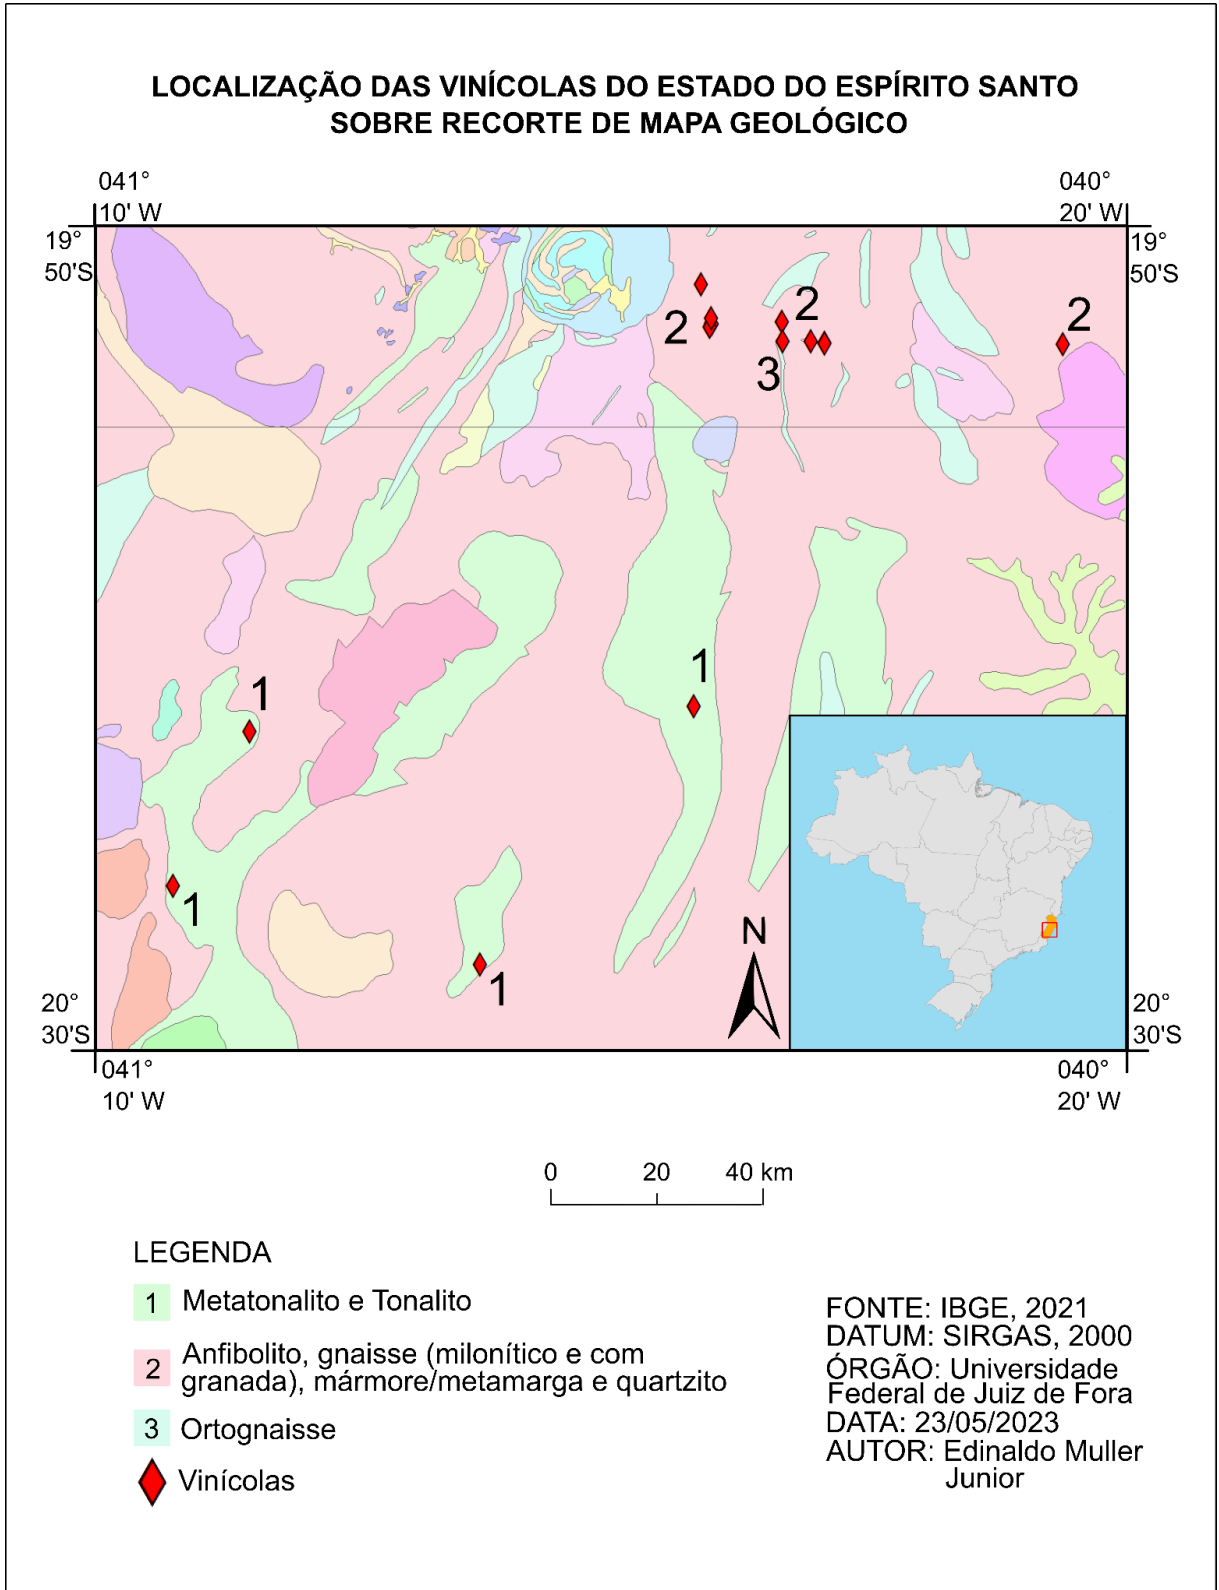 LOCALIZAÇÃO DAS VINÍCOLAS DO ESTADO DO ESPÍRITO SANTO
SOBRE RECORTE DE MAPA GEOLÓGICO
041°
10' W
040°
20' W
19°
50'S
19°
50'S
2
2
2
3
1
1
1
1
N
20°
30'S
20°
30'S
041°
10' W
040°
20' W
0 20 40 km
LEGENDA
1 Metatonalito e Tonalito
2 Anfibolito, gnaisse (milonítico e com
granada), mármore/metamarga e quartzito
3 Ortognaisse
Vinícolas
FONTE: IBGE, 2021
DATUM: SIRGAS, 2000
ÓRGÃO: Universidade
Federal de Juiz de Fora
DATA: 23/05/2023
AUTOR: Edinaldo Muller
Junior